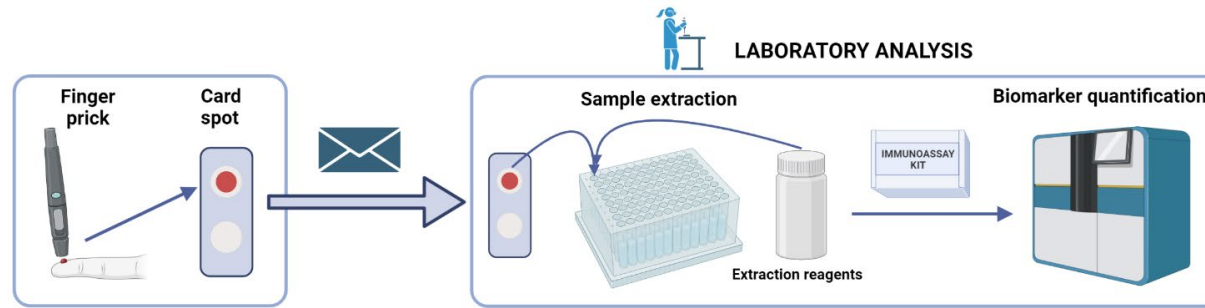 LABORATORY ANALYSIS
Finger
prick
Card
spot
Sample extraction
Biomarker quantification
IMMUNOASSAY
KIT
Extraction reagents